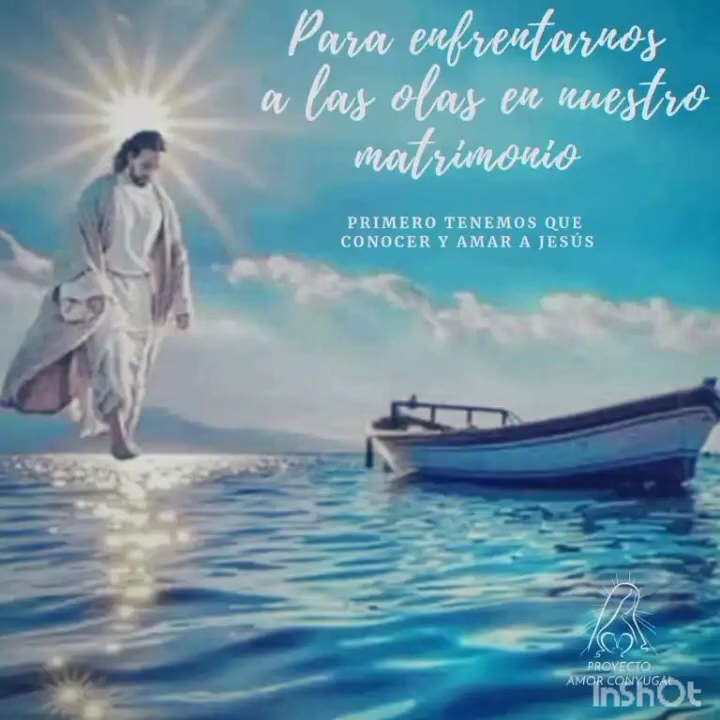 Para enfrentarnos
a las olas en nuestro
matrimonio
PRIMERO TENEMOS QUE
CONOCER Y AMAR A JESÚS
PROYECTO
AMOR CONYUGAL
InShOt